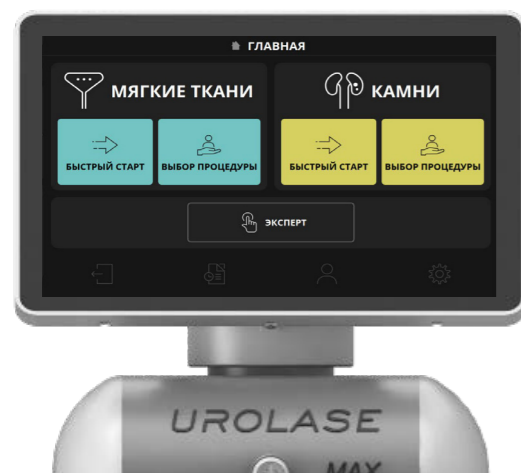 ГЛАВНАЯ
МЯГКИЕ ТКАНИ
КАМНИ
БЫСТРЫЙ СТАРТ
ВЫБОР ПРОЦЕДУРЫ
БЫСТРЫЙ СТАРТ
ВЫБОР ПРОЦЕДУРЫ
ЭКСПЕРТ
UROLASE
MAX